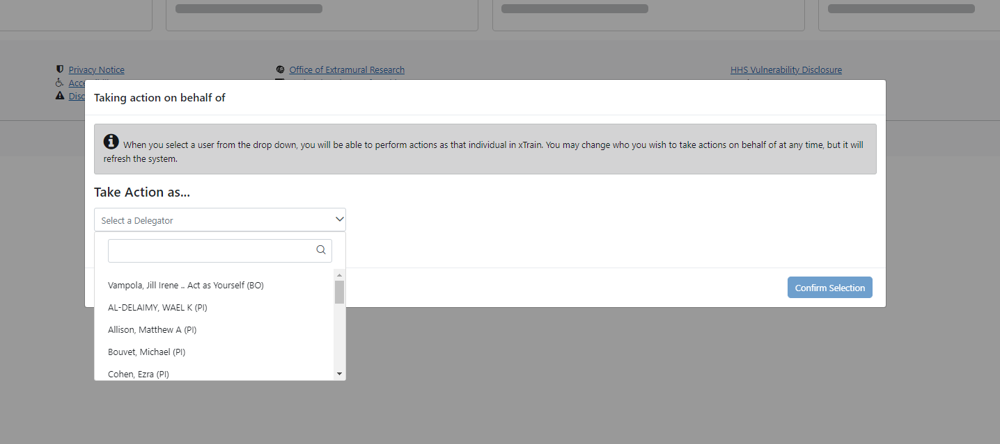 Privacy Notice
Office of Extramural Research
HHS Vulnerability Disclosure
Taking action on behalf of
When you select a user from the drop down, you will be able to perform actions as that individual in xTrain. You may change who you wish to take actions on behalf of at any time, but it will
refresh the system.
Take Action as...
Select a Delegator
Vampola, Jill Irene .. Act as Yourself (BO)
AL-DELAIMY, WAEL K (PI)
Allison, Matthew A (PI)
Bouvet, Michael (PI)
Cohen, Ezra (PI)
Confirm Selection